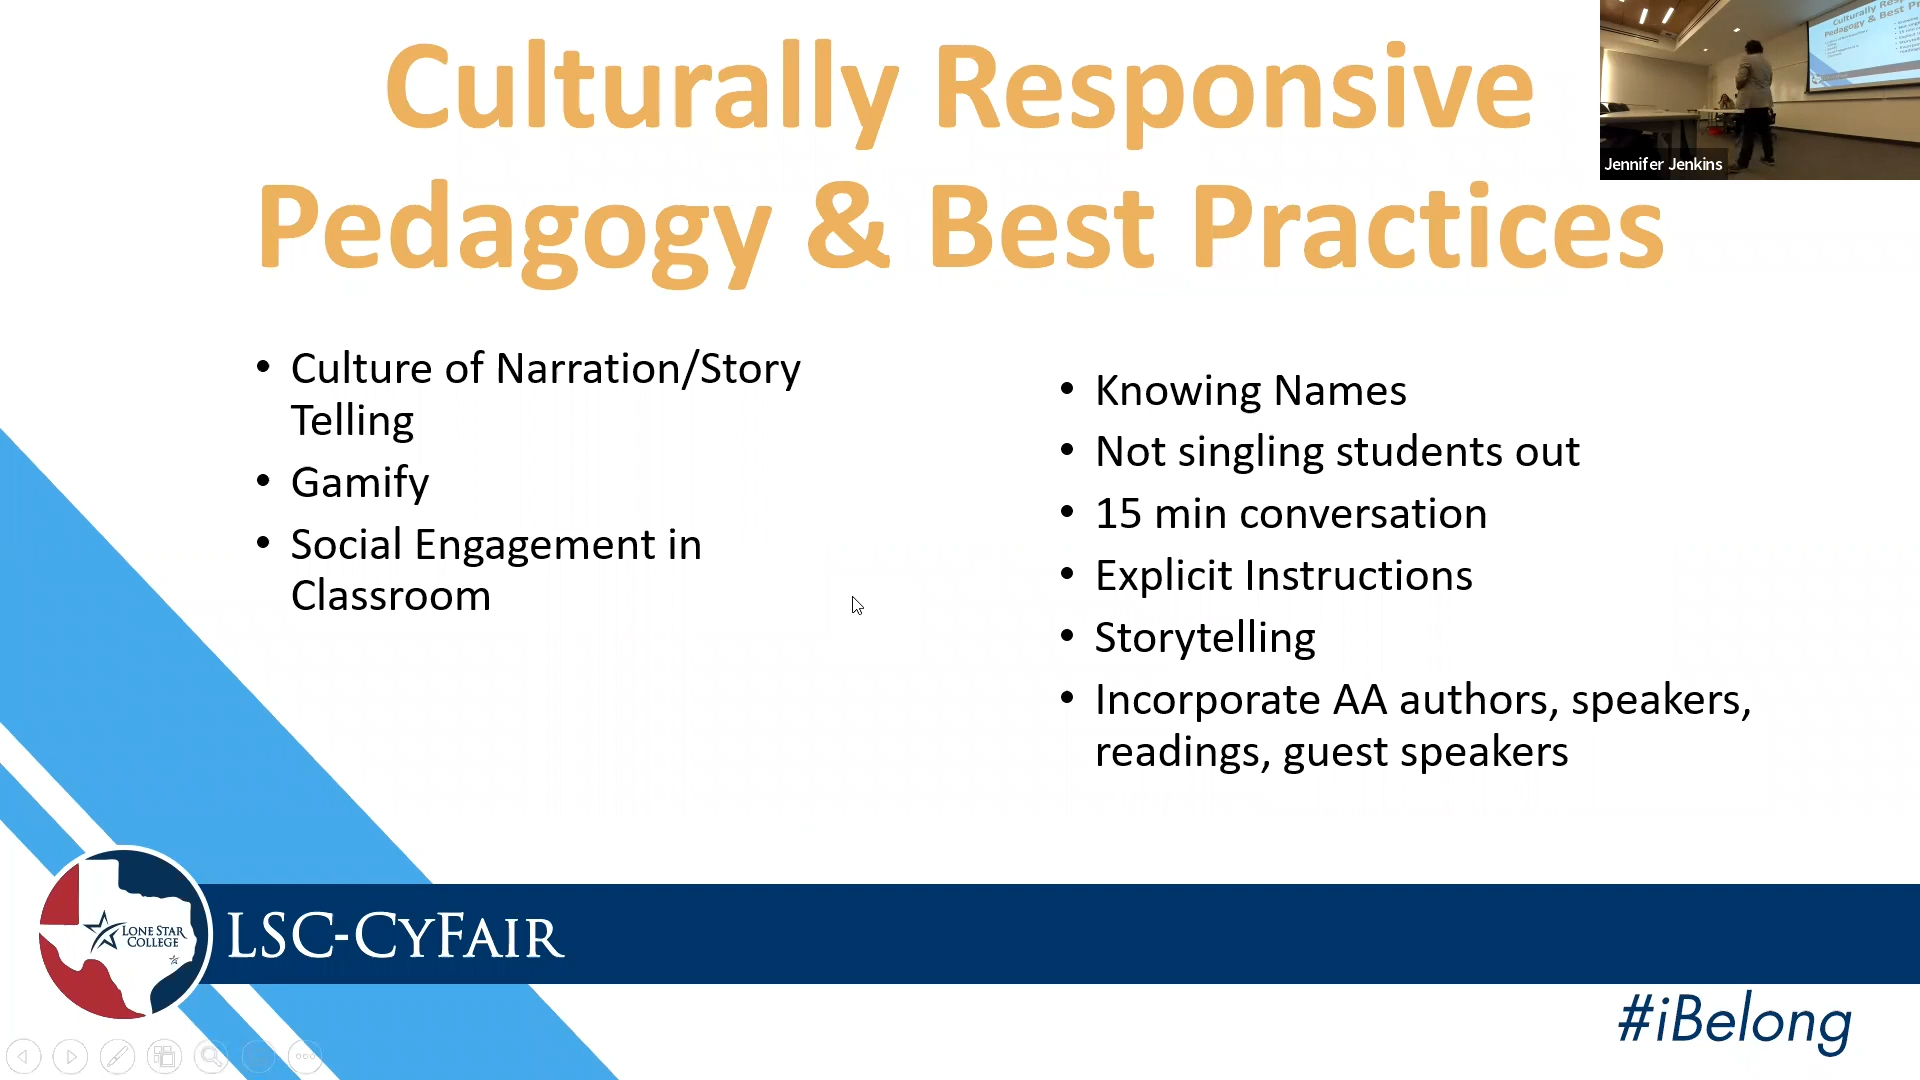 Culturally Responsive
Pedagogy & Best Practices
• Culture of Narration/Story
Telling
• Gamify
• Social Engagement in
Classroom
• Knowing Names
• Not singling students out
• 15 min conversation
• Explicit Instructions
• Storytelling
• Incorporate AA authors, speakers,
readings, guest speakers
Jennifer Jenkins
LONE STAR
COLLEGE
LSC-CYFAIR
#iBelong